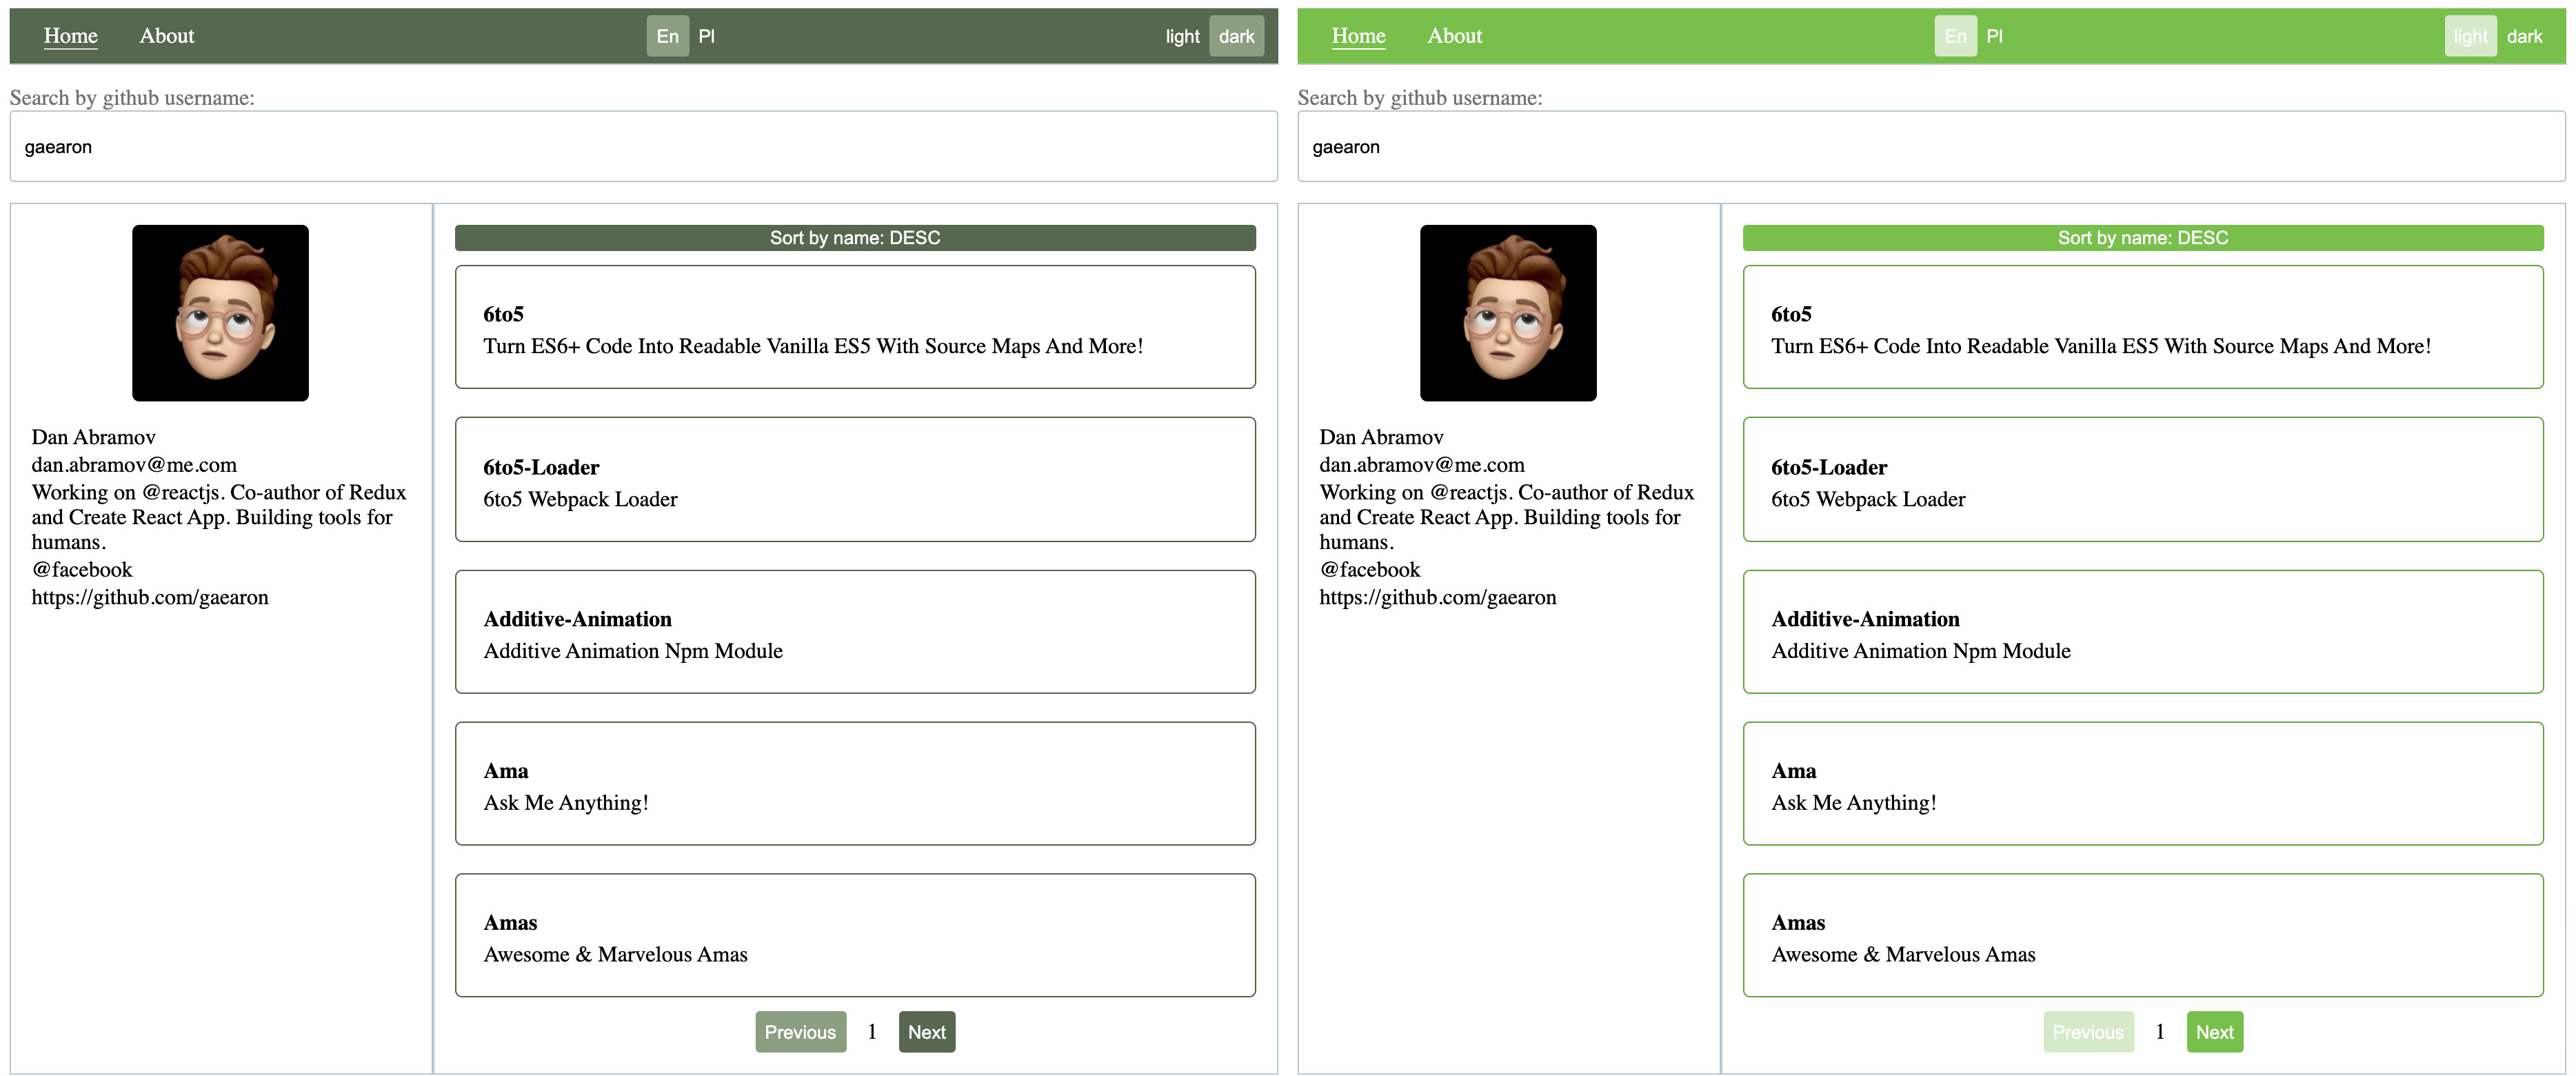 Home About En Pl light dark
Search by github username:
gaearon
Dan Abramov
dan.abramov@me.com
Working on @reactjs. Co-author of Redux
and Create React App. Building tools for
humans.
@facebook
https://github.com/gaearon
Sort by name: DESC
6to5
Turn ES6+ Code Into Readable Vanilla ES5 With Source Maps And More!
6to5-Loader
6to5 Webpack Loader
Additive-Animation
Additive Animation Npm Module
Ama
Ask Me Anything!
Amas
Awesome & Marvelous Amas
Previous 1 Next
Home About En Pl light dark
Search by github username:
gaearon
Dan Abramov
dan.abramov@me.com
Working on @reactjs. Co-author of Redux
and Create React App. Building tools for
humans.
@facebook
https://github.com/gaearon
Sort by name: DESC
6to5
Turn ES6+ Code Into Readable Vanilla ES5 With Source Maps And More!
6to5-Loader
6to5 Webpack Loader
Additive-Animation
Additive Animation Npm Module
Ama
Ask Me Anything!
Amas
Awesome & Marvelous Amas
Previous 1 Next